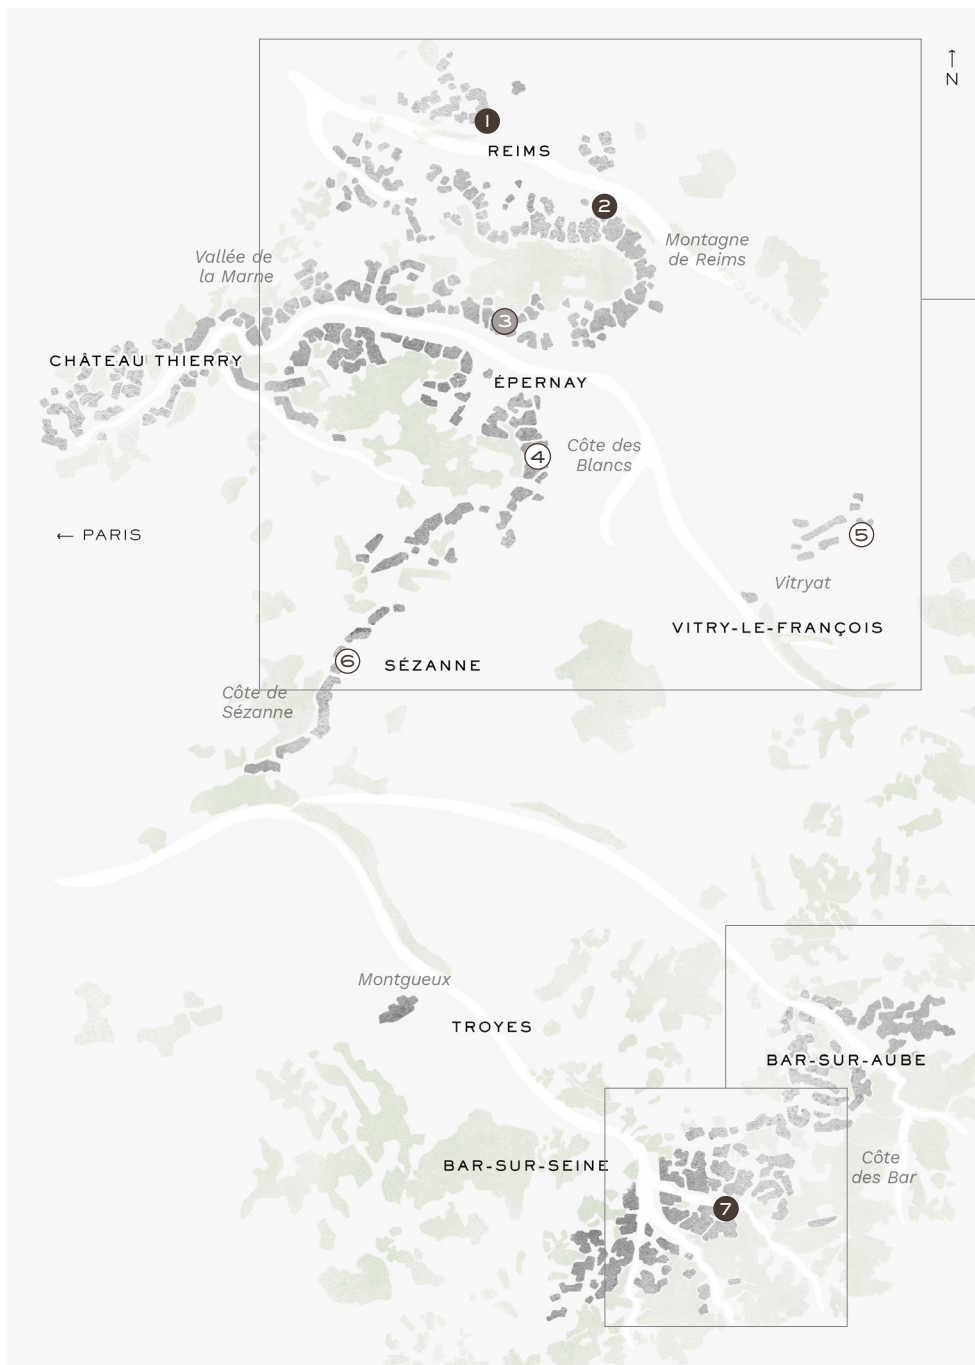 ↑
N
1
REIMS
2
Montagne
de Reims
Vallée de
la Marne
3
CHÂTEAU THIERRY
ÉPERNAY
4
Côte des
Blancs
← PARIS
5
Vitryat
VITRY-LE-FRANÇOIS
6
SÉZANNE
Côte de
Sézanne
Montgueux
TROYES
BAR-SUR-AUBE
BAR-SUR-SEINE
Côte
des Bar
7